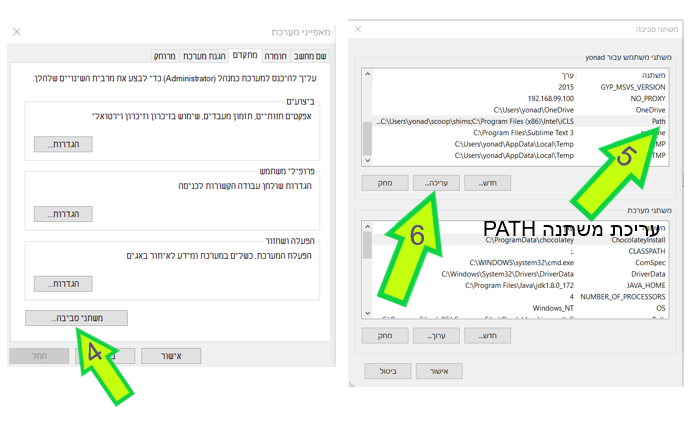 מאפייני מערכת
שם מחשב
חומרה
מתקדם
הגנת מערכת
מרוחק
עליך להיכנס למערכת כמנהל (Administrator) כדי לבצע את מרבית השינויים שלהלן.
ביצועים
אפקטים חזותיים, תזמון מעבדים, שימוש בזיכרון וזיכרון וירטואלי
הגדרות...
פרופילי משתמש
הגדרות שולחן עבודה הקשורות לכניסה
הגדרות...
הפעלה ושחזור
הפעלת המערכת, כשלים במערכת ומידע לאיתור באגים
הגדרות...
משתני סביבה...
4
אישור
החל
משתני סביבה
משתני משתמש עבור yonad
משתנה ערך
GYP_MSVS_VERSION 2015
NO_PROXY 192.168.99.100
OneDrive C:\Users\yonad\OneDrive
Path C:\Users\yonad\scoop\shims;C:\Program Files (x86)\Intel\iCLS...
C:\Program Files\Sublime Text 3
C:\Users\yonad\AppData\Local\Temp
TMP C:\Users\yonad\AppData\Local\Temp
5
חדש...
עריכה...
מחק
6
משתני מערכת
עריכת משתנה PATH
ChocolateyInstall C:\ProgramData\chocolatey
CLASSPATH .;
ComSpec C:\WINDOWS\system32\cmd.exe
DriverData C:\Windows\System32\Drivers\DriverData
JAVA_HOME C:\Program Files\Java\jdk1.8.0_172
NUMBER_OF_PROCESSORS 4
OS Windows_NT
חדש...
ערוך...
מחק
אישור
ביטול